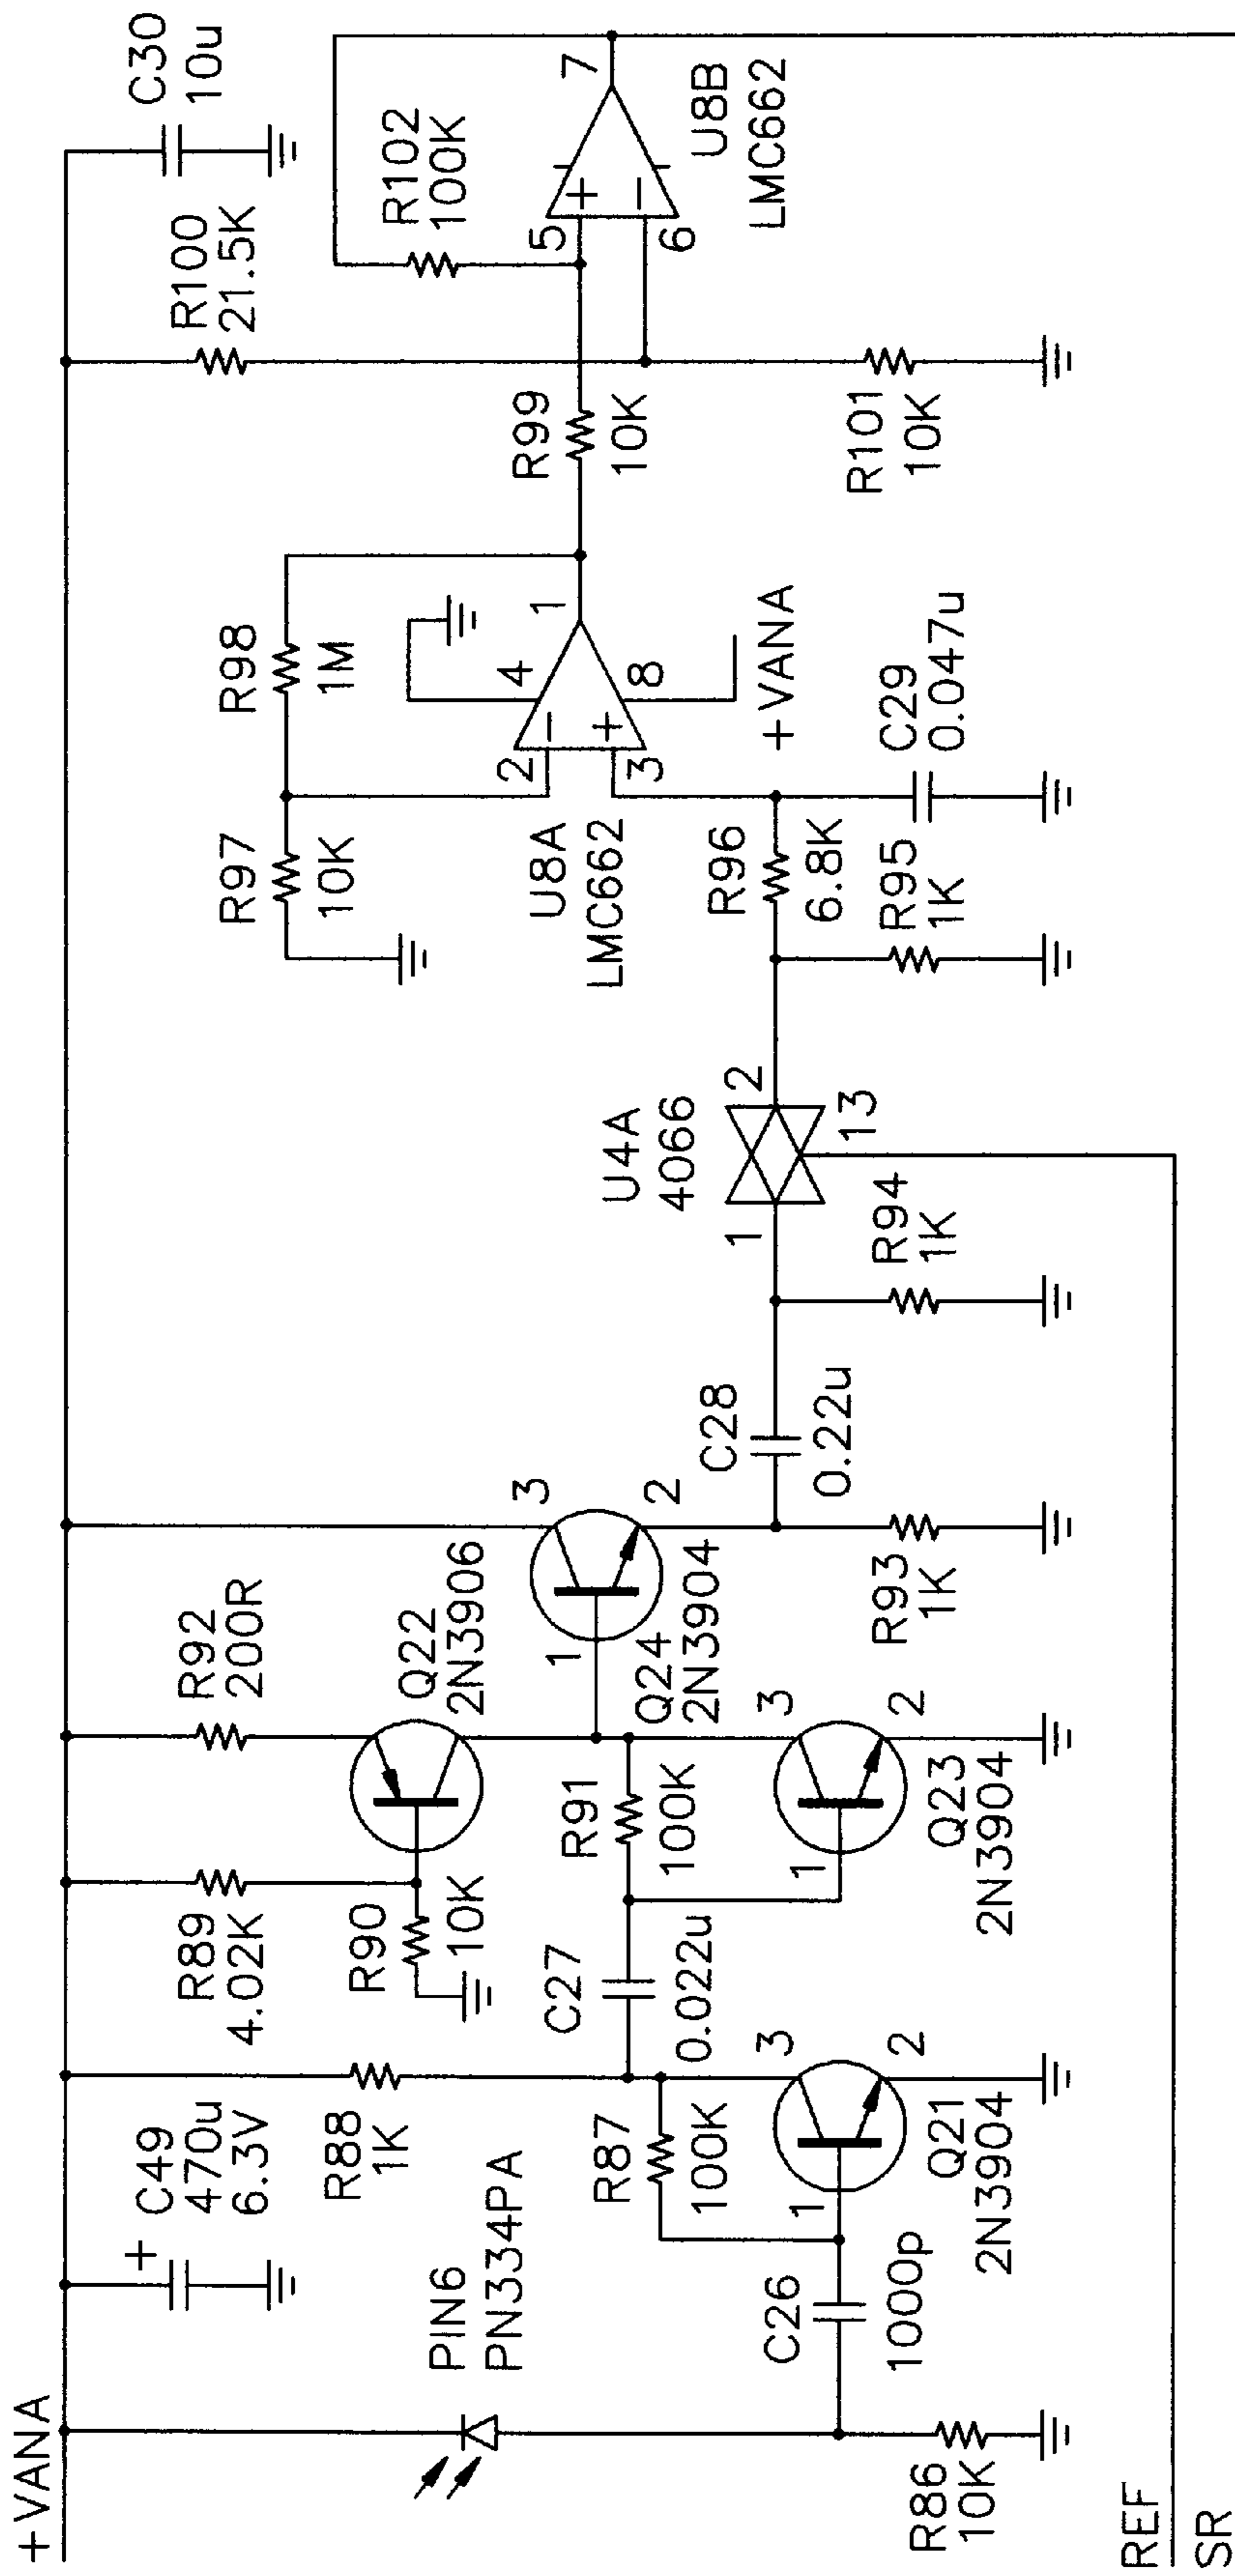 +VANA
C49
470u
6.3V
+
R89
4.02K
R92
200R
R100
21.5K
C30
10u
R88
1K
R90
10K
Q22
2N3906
R97
10K
R98
1M
R102
100K
PIN6
PN334PA
R87
100K
C27
0.022u
R91
100K
1
3
2
Q24
2N3904
U8A
LMC662
2
3
−
+
4
8
1
+VANA
R99
10K
5
6
+
−
7
U8B
LMC662
C26
1000p
1
3
2
Q21
2N3904
1
3
2
Q23
2N3904
C28
0.22u
U4A
4066
1
2
13
R96
6.8K
R86
10K
R93
1K
R94
1K
R95
1K
C29
0.047u
R101
10K
REF
SR